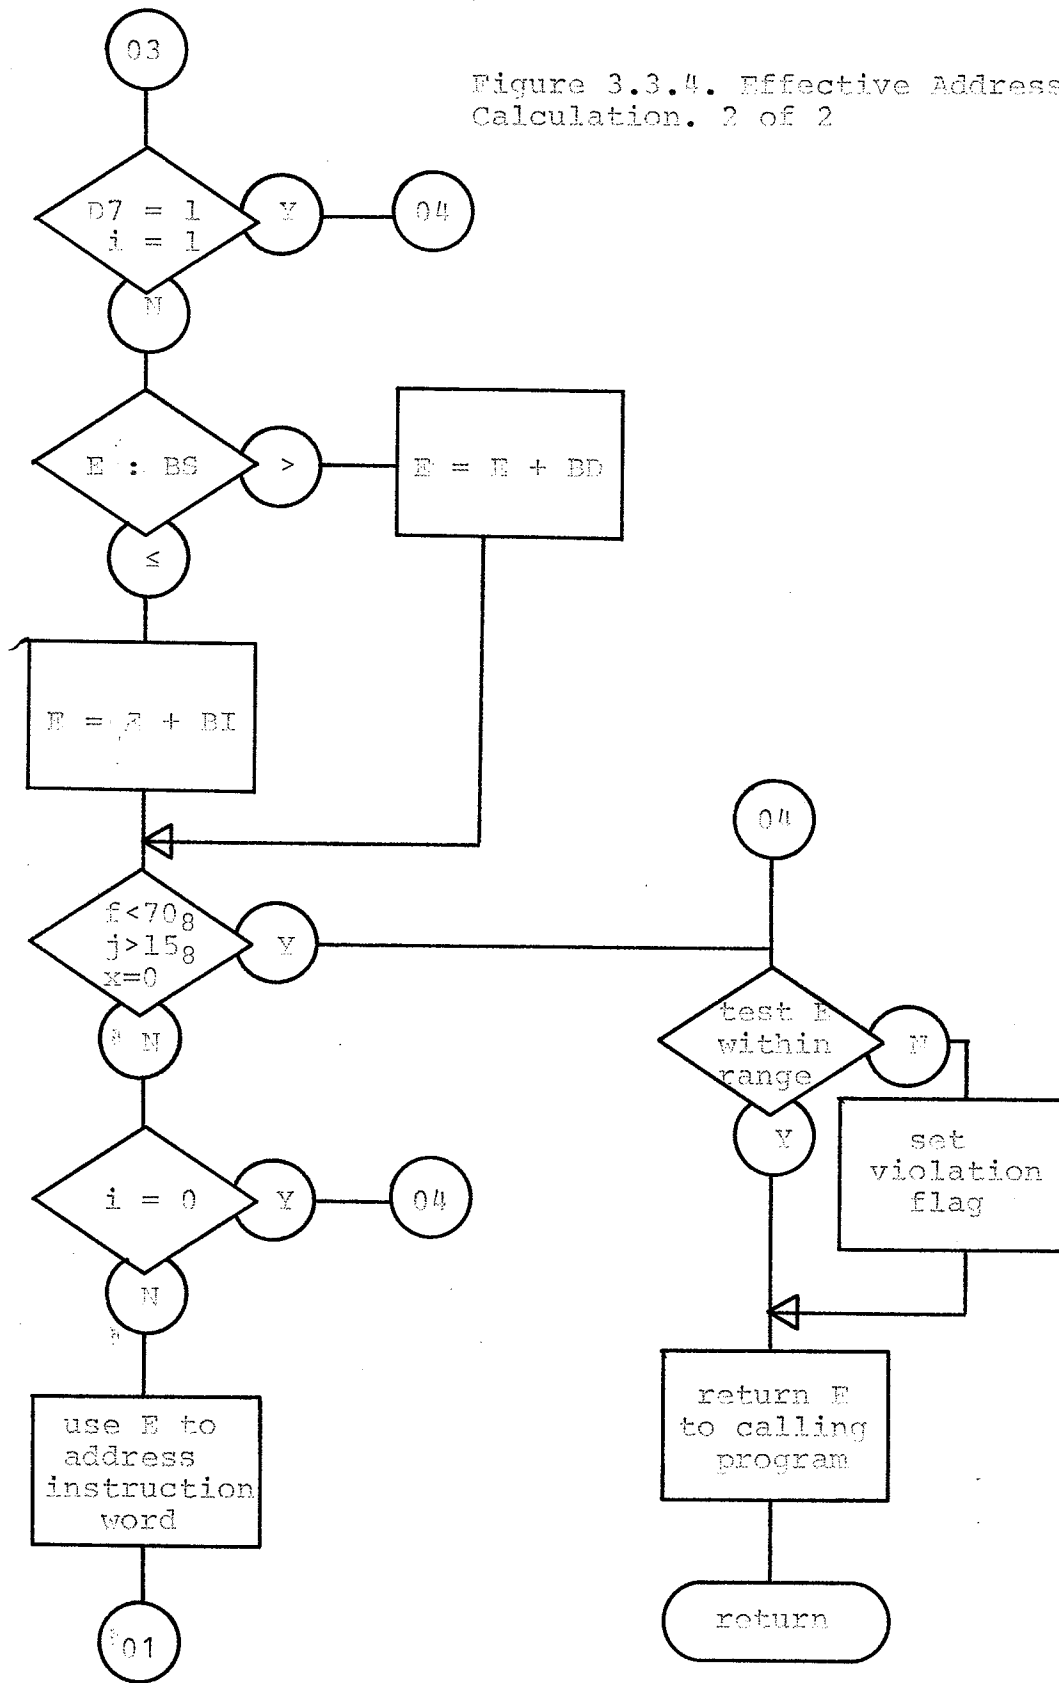 03
Figure 3.3.4. Effective Address
Calculation. 2 of 2
D7 = 1
i = 1
Y
04
N
E : BS
>
E = E + BD
≤
E = E + BI
04
f<70₈
j>15₈
x=0
Y
N
test E
within
range
N
Y
set
violation
flag
i = 0
Y
04
N
use E to
address
instruction
word
return E
to calling
program
01
return